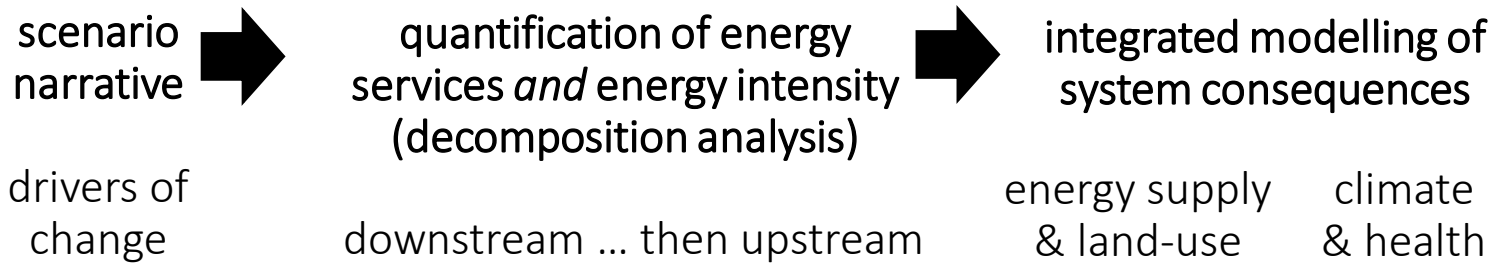 scenario
narrative
quantification of energy
services and energy intensity
(decomposition analysis)
integrated modelling of
system consequences
drivers of
change
downstream ... then upstream
energy supply
& land-use
climate
& health